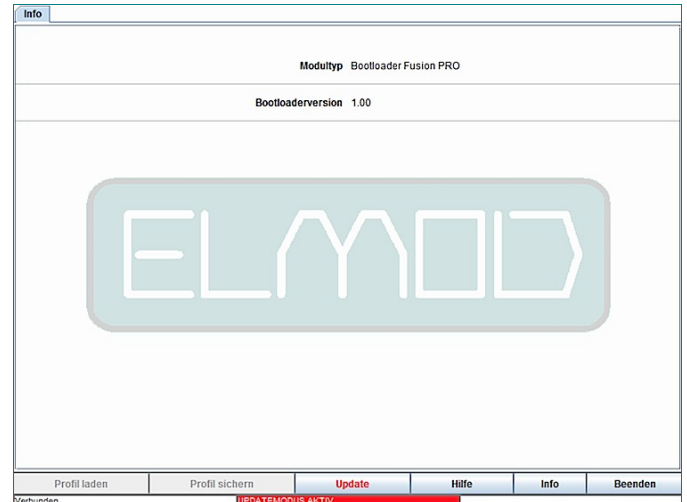 Info
Modultyp Bootloader Fusion PRO
Bootloaderversion 1.00
ELMOD
Profil laden Profil sichern Update Hilfe Info Beenden
Verbunden UPDATEMODUS AKTIV